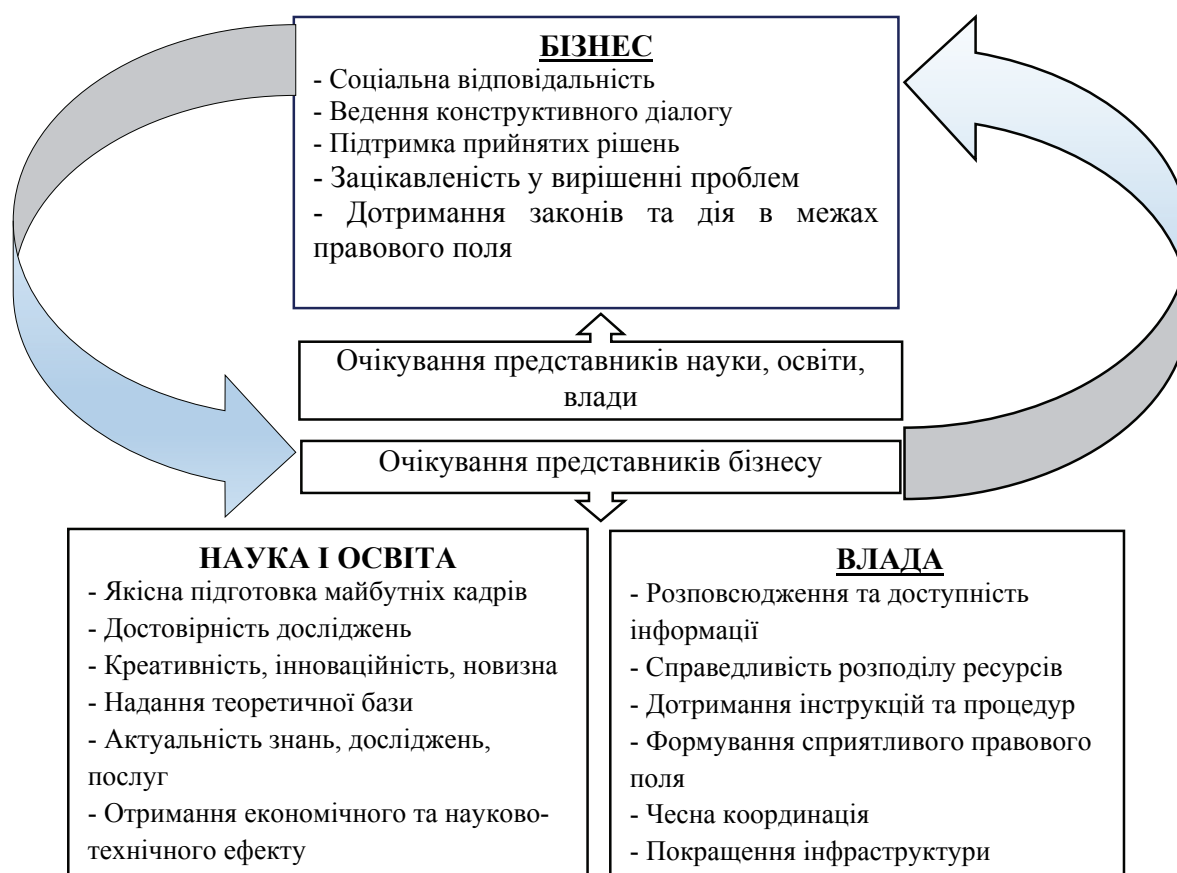 БІЗНЕС
- Соціальна відповідальність
- Ведення конструктивного діалогу
- Підтримка прийнятих рішень
- Зацікавленість у вирішенні проблем
- Дотримання законів та дія в межах
правового поля
Очікування представників науки, освіти,
влади
Очікування представників бізнесу
НАУКА І ОСВІТА
- Якісна підготовка майбутніх кадрів
- Достовірність досліджень
- Креативність, інноваційність, новизна
- Надання теоретичної бази
- Актуальність знань, досліджень,
послуг
- Отримання економічного та науково-
технічного ефекту
ВЛАДА
- Розповсюдження та доступність
інформації
- Справедливість розподілу ресурсів
- Дотримання інструкцій та процедур
- Формування сприятливого правового
поля
- Чесна координація
- Покращення інфраструктури